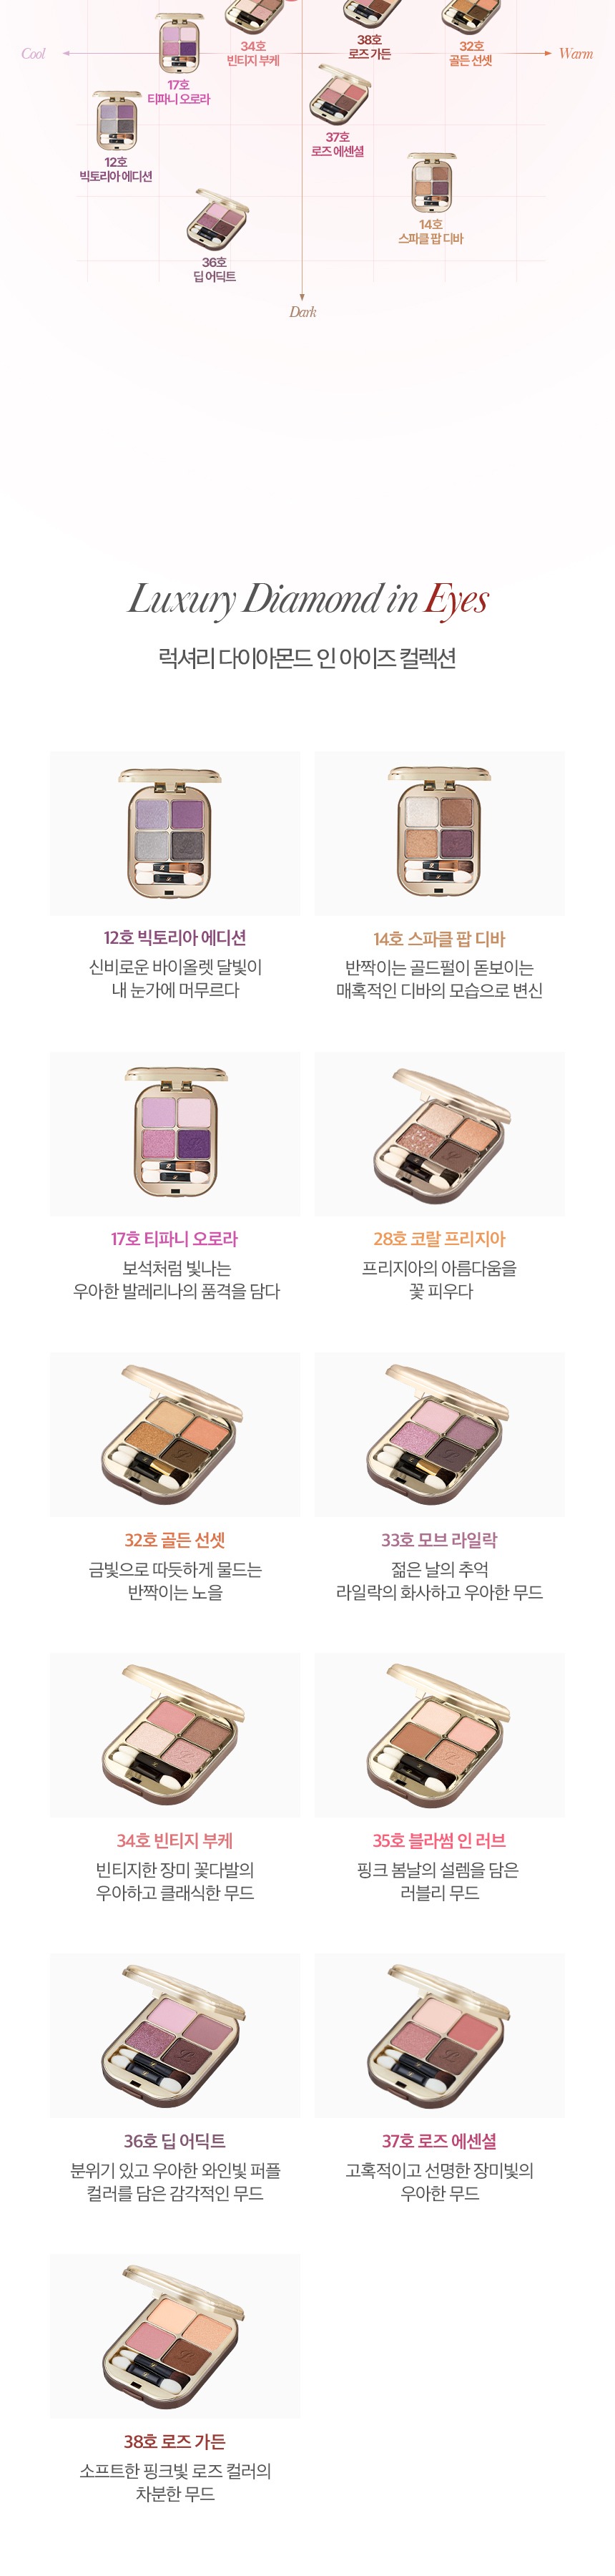 34호
빈티지 부케
38호
로즈 가든
32호
골든 선셋
Cool
Warm
17호
티파니 오로라
37호
로즈 에센셜
12호
빅토리아 에디션
14호
스파클 팝 디바
36호
딥 어딕트
Dark
Luxury Diamond in Eyes
럭셔리 다이아몬드 인 아이즈 컬렉션
12호 빅토리아 에디션
신비로운 바이올렛 달빛이
내 눈가에 머무르다
14호 스파클 팝 디바
반짝이는 골드펄이 돋보이는
매혹적인 디바의 모습으로 변신
17호 티파니 오로라
보석처럼 빛나는
우아한 발레리나의 품격을 담다
28호 코랄 프리지아
프리지아의 아름다움을
꽃 피우다
32호 골든 선셋
금빛으로 따듯하게 물드는
반짝이는 노을
33호 모브 라일락
젊은 날의 추억
라일락의 화사하고 우아한 무드
34호 빈티지 부케
빈티지한 장미 꽃다발의
우아하고 클래식한 무드
35호 블라썸 인 러브
핑크 봄날의 설렘을 담은
러블리 무드
36호 딥 어딕트
분위기 있고 우아한 와인빛 퍼플
컬러를 담은 감각적인 무드
37호 로즈 에센셜
고혹적이고 선명한 장미빛의
우아한 무드
38호 로즈 가든
소프트한 핑크빛 로즈 컬러의
차분한 무드